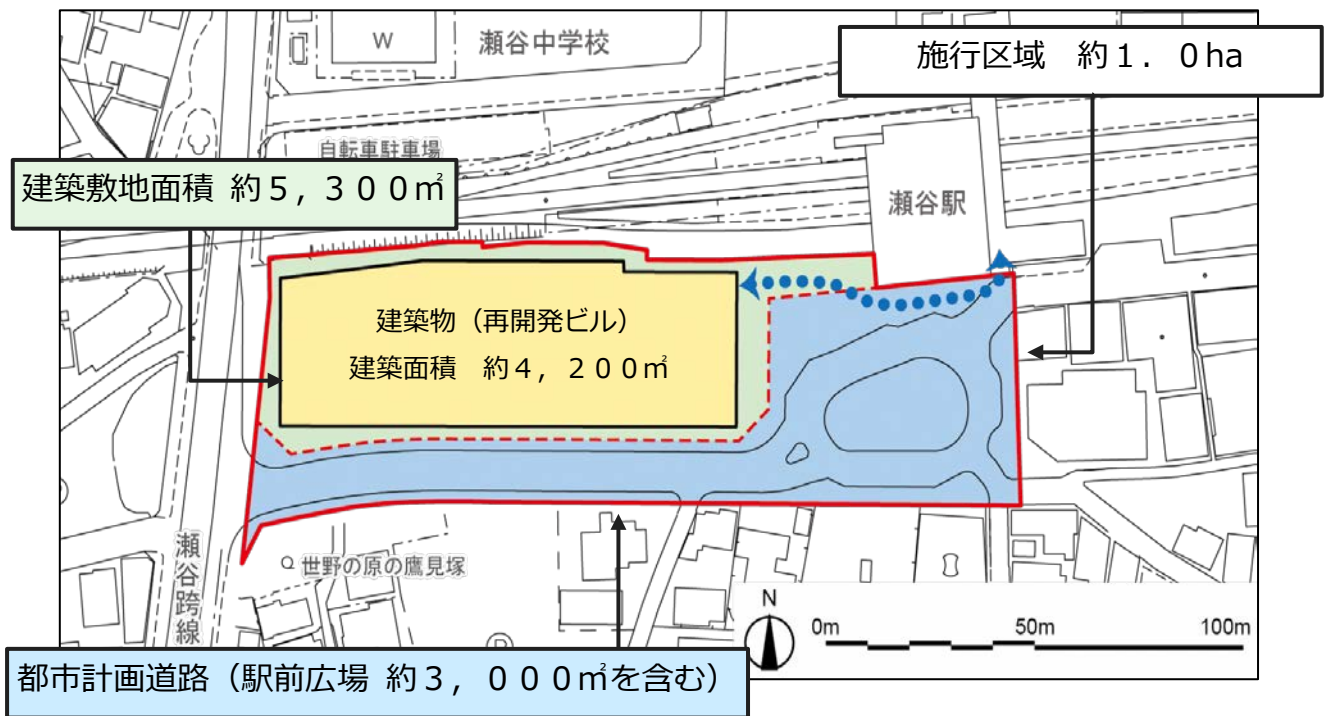 W
瀬谷中学校
施行区域 約１．０ha
自転車駐車場
建築敷地面積 約５，３００㎡
瀬谷駅
建築物（再開発ビル）
建築面積 約４，２００㎡
瀬谷跨線
世野の原の鷹見塚
N
0m 50m 100m
都市計画道路（駅前広場 約３，０００㎡を含む）